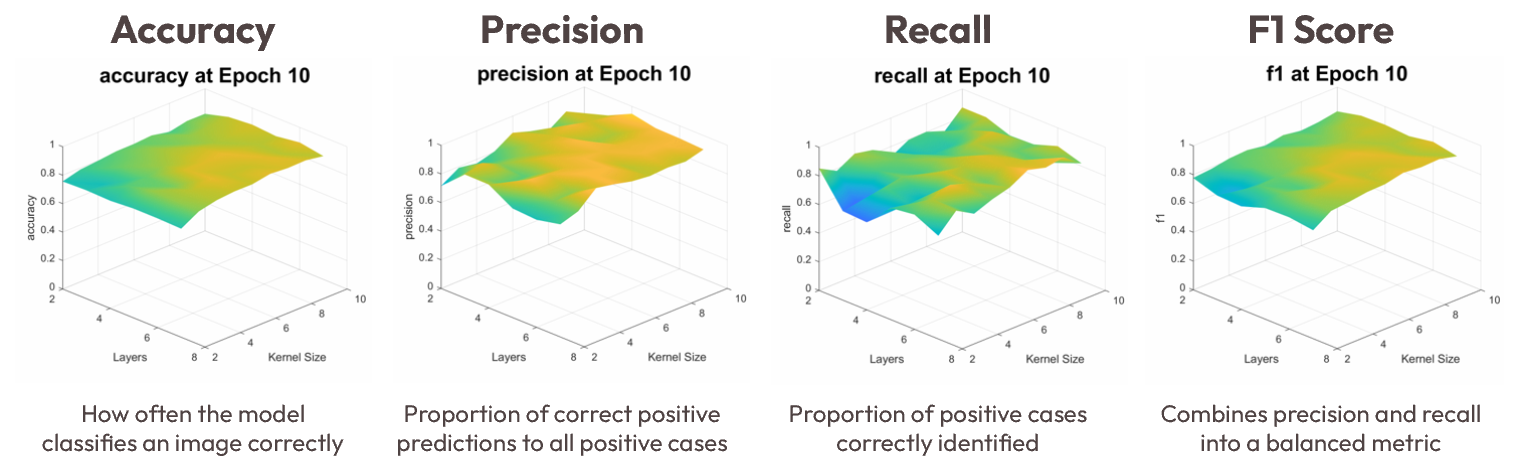 Accuracy
accuracy at Epoch 10
1
0.8
0.6
0.4
0.2
0
accuracy
2
4
6
8
Layers
2
4
6
8
10
Kernel Size
How often the model
classifies an image correctly
Precision
precision at Epoch 10
1
0.8
0.6
0.4
0.2
0
precision
2
4
6
8
Layers
2
4
6
8
10
Kernel Size
Proportion of correct positive
predictions to all positive cases
Recall
recall at Epoch 10
1
0.8
0.6
0.4
0.2
0
recall
2
4
6
8
Layers
2
4
6
8
10
Kernel Size
Proportion of positive cases
correctly identified
F1 Score
f1 at Epoch 10
1
0.8
0.6
0.4
0.2
0
f1
2
4
6
8
Layers
2
4
6
8
10
Kernel Size
Combines precision and recall
into a balanced metric